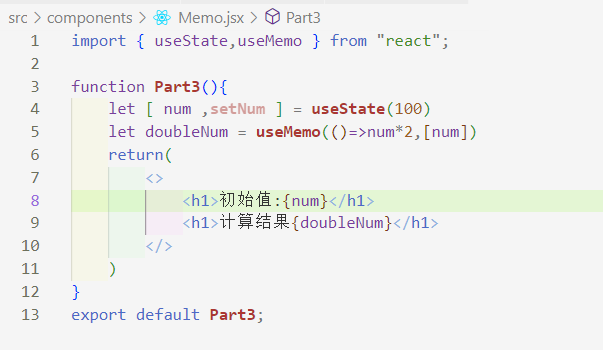 src > components > Memo.jsx > Part3
1 import { useState,useMemo } from "react";
2
3 function Part3(){
4 let [ num ,setNum ] = useState(100)
5 let doubleNum = useMemo(()=>num*2,[num])
6 return(
7 <>
8 <h1>初始值:{num}</h1>
9 <h1>计算结果{doubleNum}</h1>
10 </>
11 )
12 }
13 export default Part3;